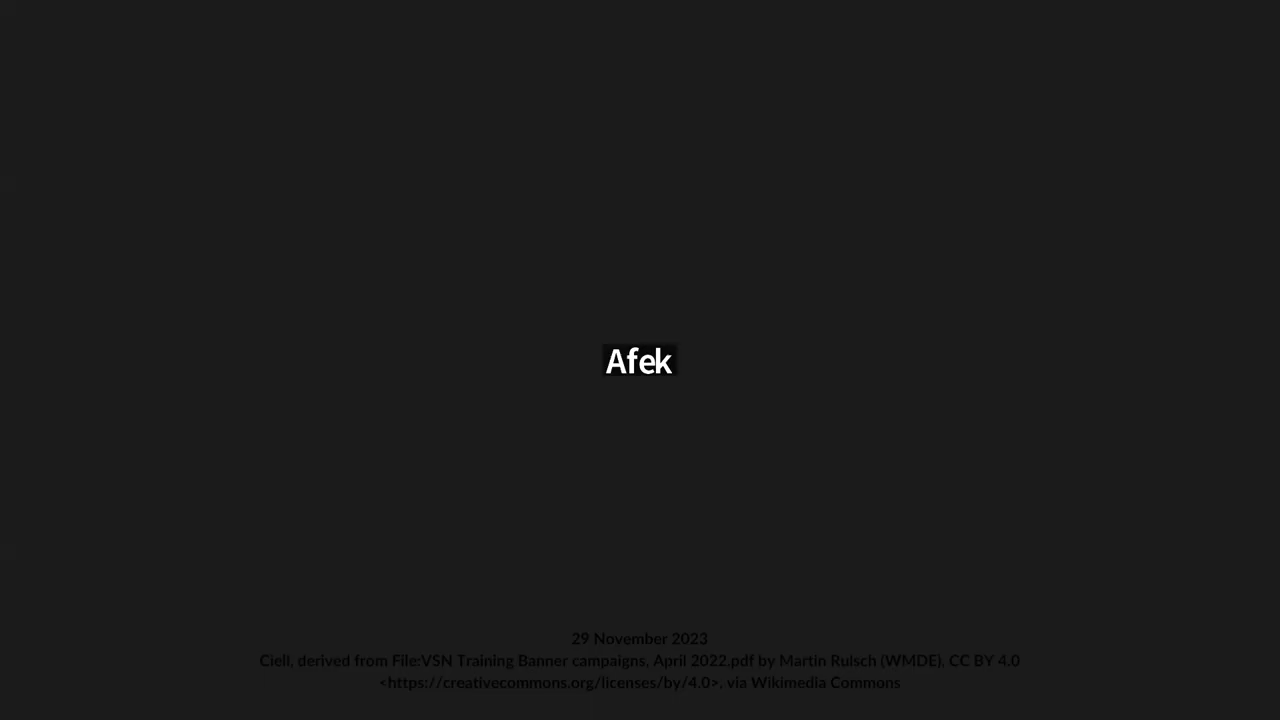 Afek
29 November 2023
Ciell, derived from File:VSN Training Banner campaigns, April 2022.pdf by Martin Rulsch (WMDE), CC BY 4.0
<https://creativecommons.org/licenses/by/4.0>, via Wikimedia Commons